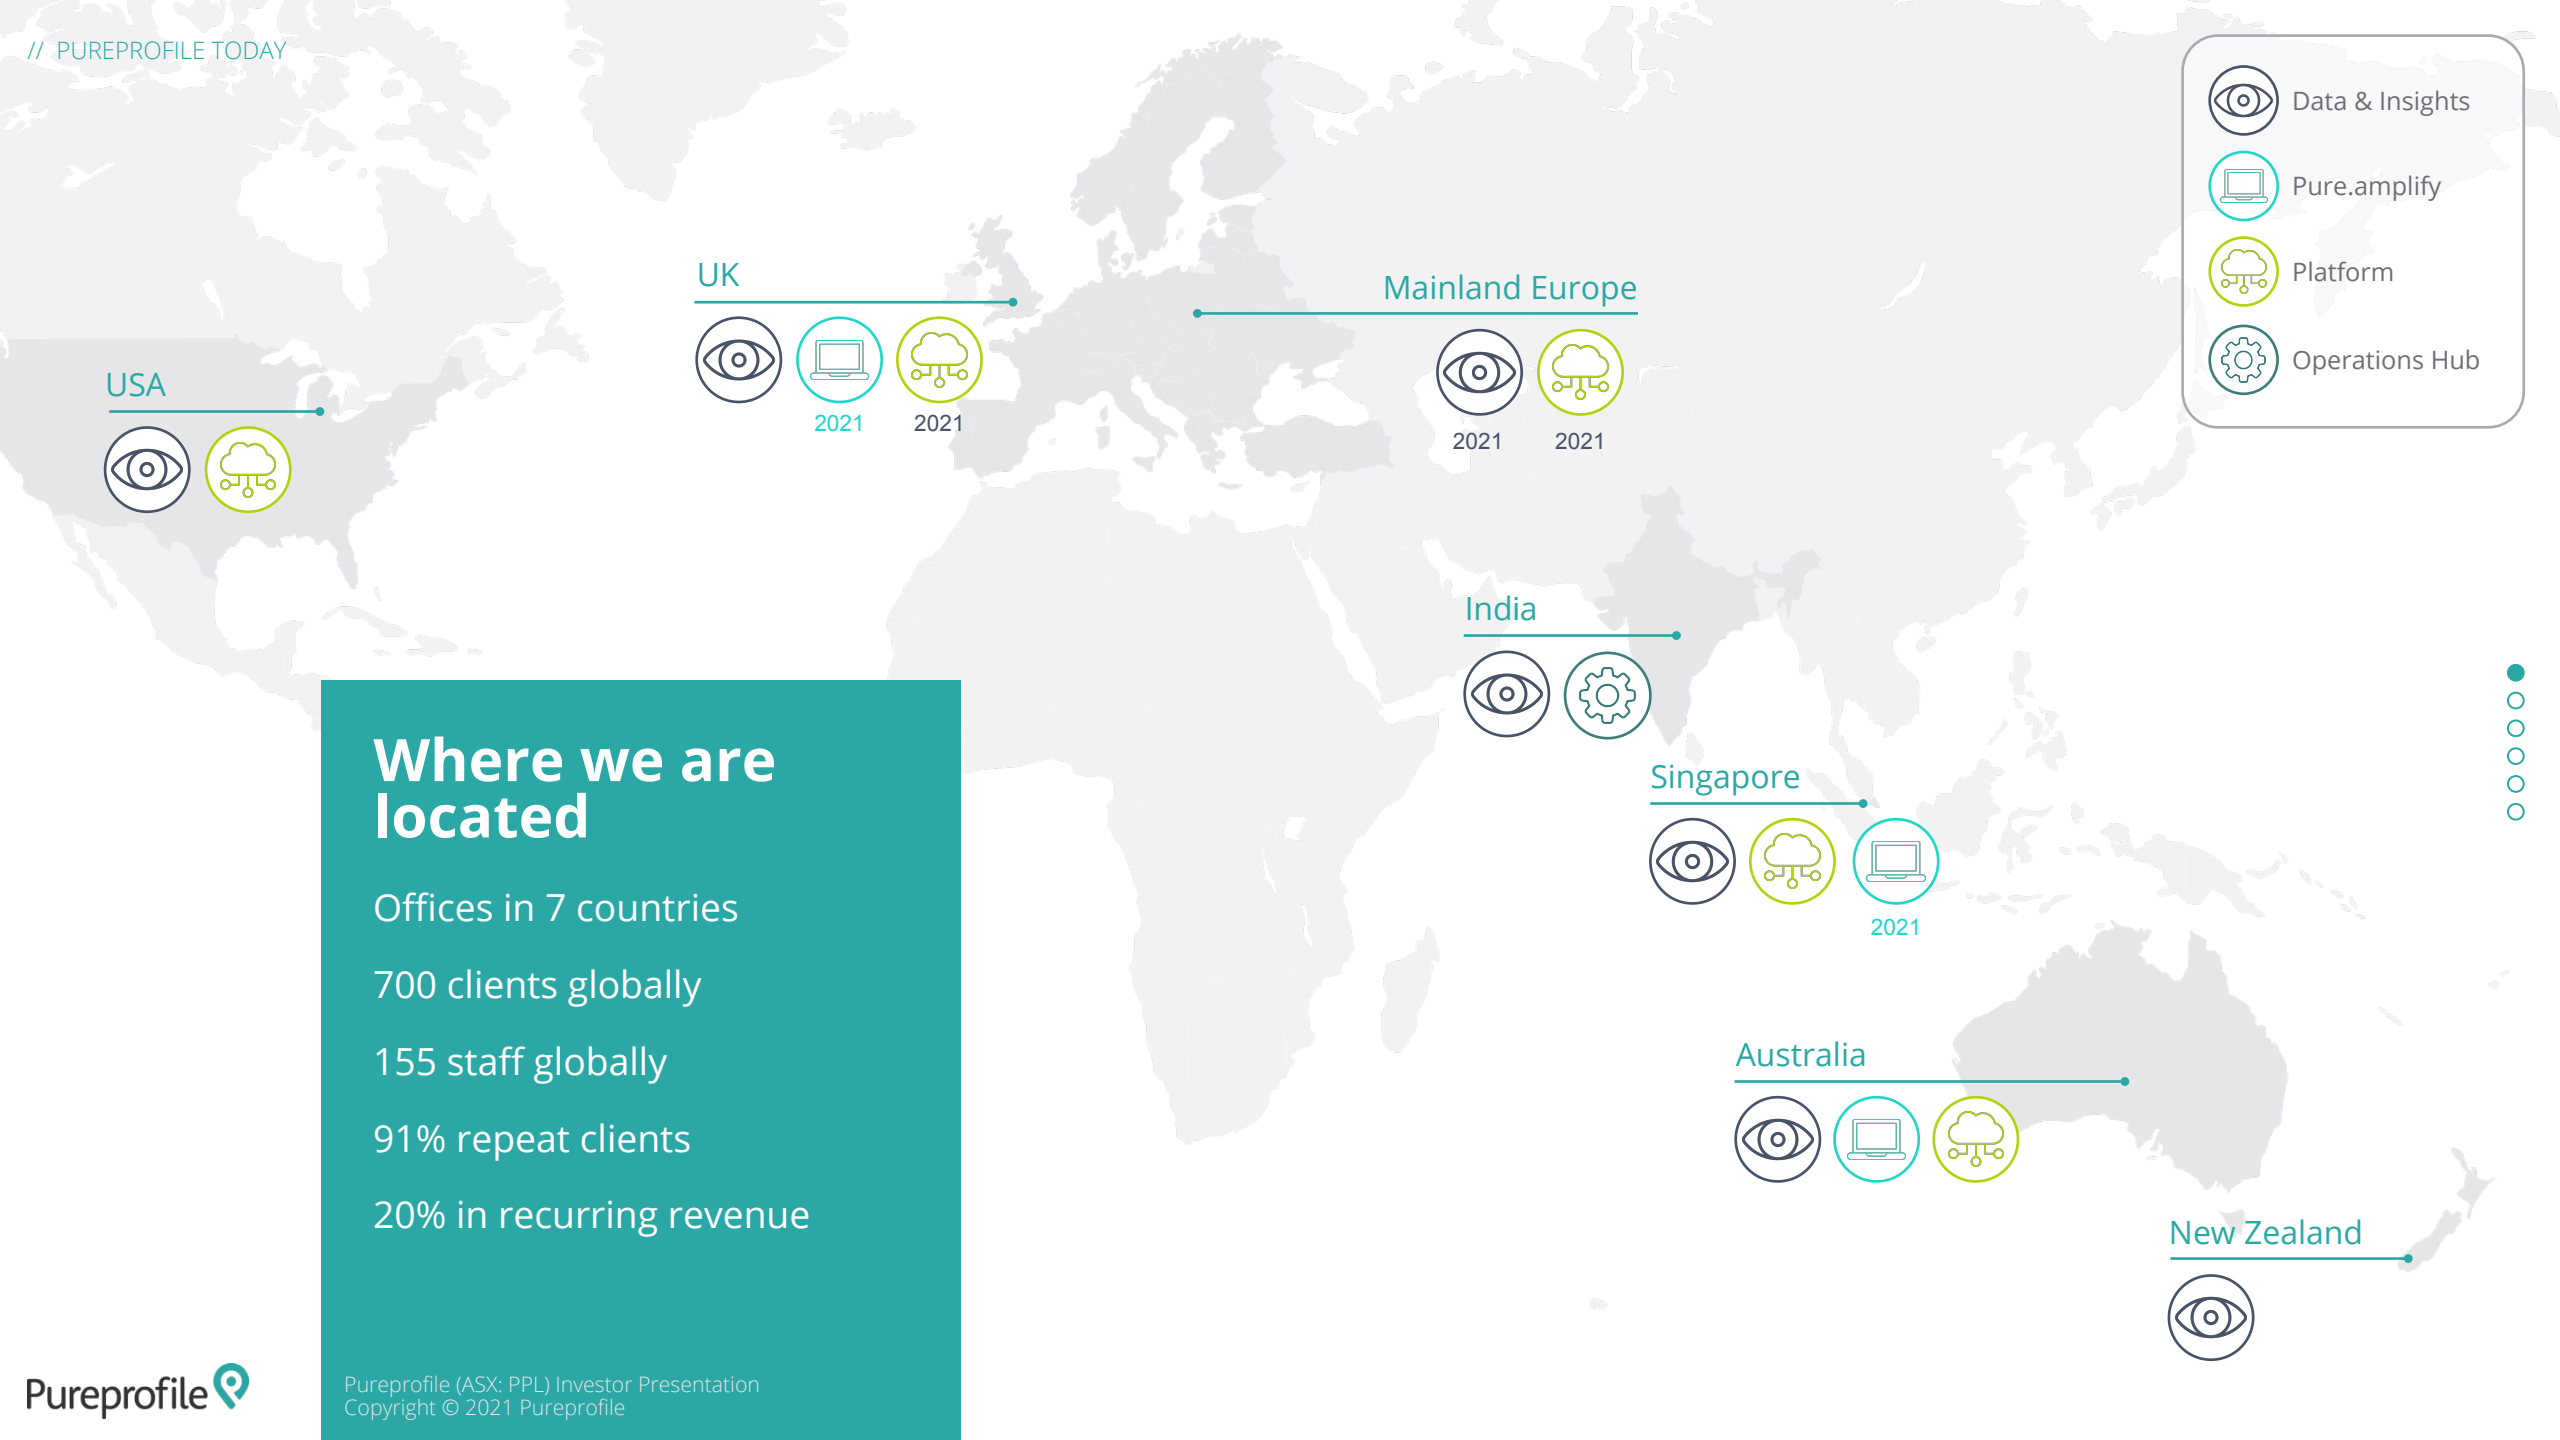 // PUREPROFILE TODAY
Data & Insights
Pure.amplify
Platform
Operations Hub
UK
2021 2021
Mainland Europe
2021 2021
USA
India
Singapore
2021
Australia
New Zealand
Where we are
located
Offices in 7 countries
700 clients globally
155 staff globally
91% repeat clients
20% in recurring revenue
Pureprofile (ASX: PPL) Investor Presentation
Copyright © 2021 Pureprofile
Pureprofile